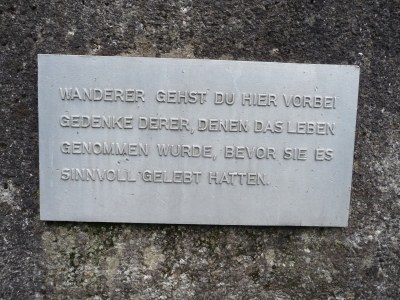 WANDERER GEHST DU HIER VORBEI
GEDENKE DERER, DENEN DAS LEBEN
GENOMMEN WURDE, BEVOR SIE ES
SINNVOLL GELEBT HATTEN.